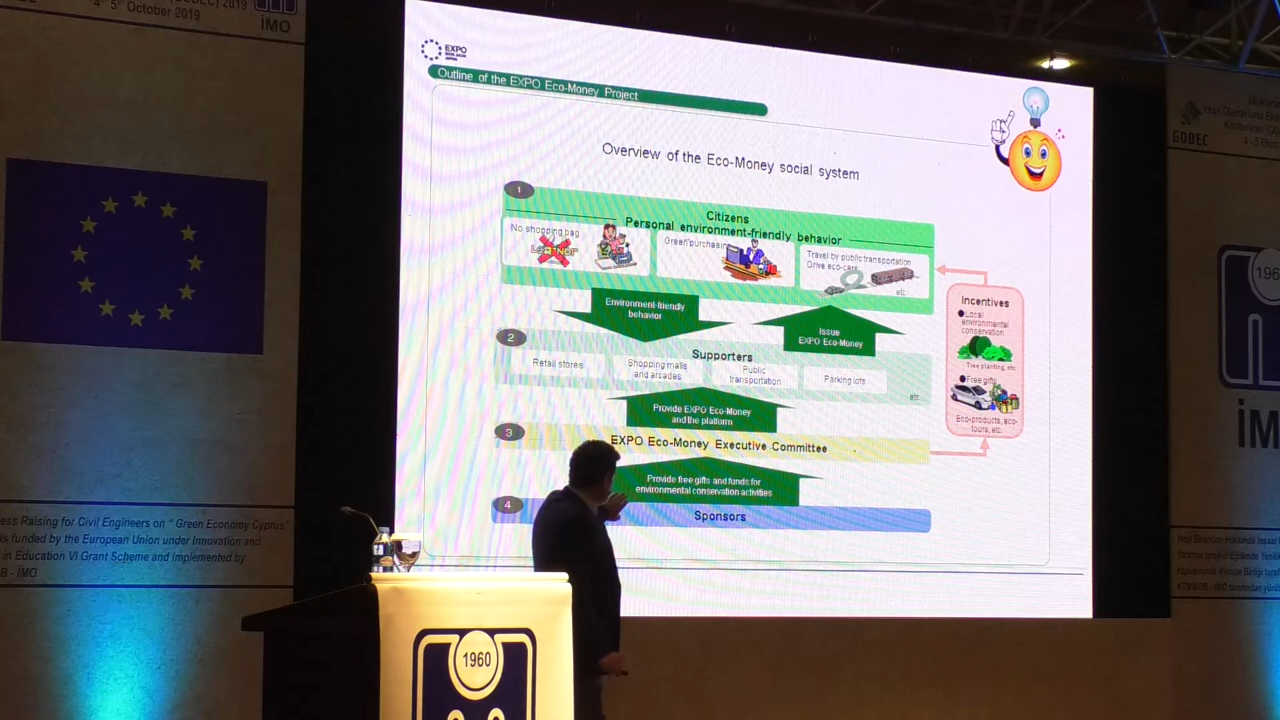 4th 5th October 2019
İMO
EXPO
Outline of the EXPO Eco-Money Project
Overview of the Eco-Money social system
1
Citizens
Personal environment-friendly behavior
No shopping bag
Green purchasing
Travel by public transportation
Drive eco-cars
etc
Environment-friendly
behavior
Issue
EXPO Eco-Money
Incentives
Local
environmental
conservation
Tree planting, etc
Free gifts
Eco-products, eco-
tours, etc.
2
Supporters
Retail stores
Shopping malls
and arcades
Public
transportation
Parking lots
etc
Provide EXPO Eco-Money
and the platform
3
EXPO Eco-Money Executive Committee
Provide free gifts and funds for
environmental conservation activities
4
Sponsors
ess Raising for Civil Engineers on " Green Economy Cyprus"
is funded by the European Union under Innovation and
in Education VI Grant Scheme and implemented by
B - İMO
1960
GODEC
4 - 5 Ekim
196
İM